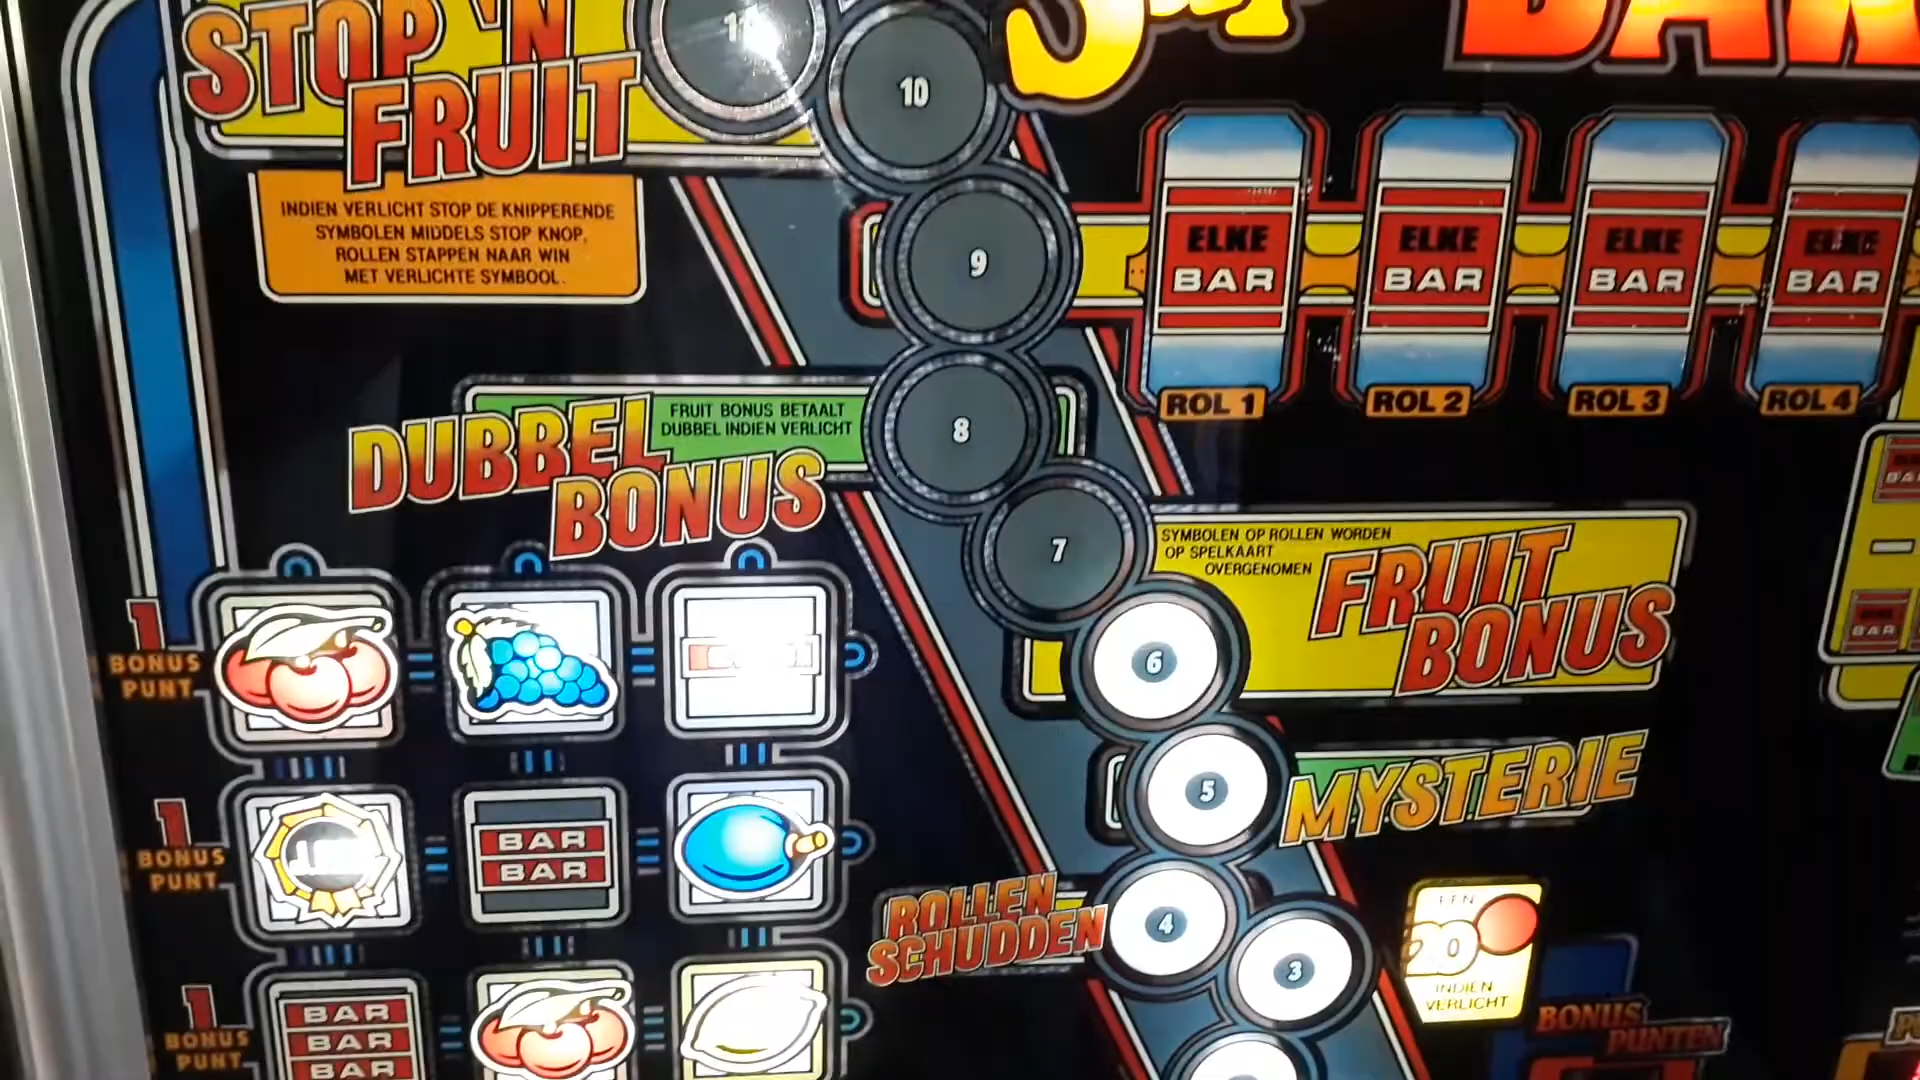 STOP 'N
FRUIT
INDIEN VERLICHT STOP DE KNIPPERENDE
SYMBOLEN MIDDELS STOP KNOP,
ROLLEN STAPPEN NAAR WIN
MET VERLICHTE SYMBOOL.
10
9
8
7
6
5
4
3
ELKE
BAR
ELKE
BAR
ELKE
BAR
ELKE
BAR
ROL 1
ROL 2
ROL 3
ROL 4
DUBBEL
BONUS
FRUIT BONUS BETAALT
DUBBEL INDIEN VERLICHT
SYMBOLEN OP ROLLEN WORDEN
OP SPELKAART
OVERGENOMEN
FRUIT
BONUS
MYSTERIE
ROLLEN
SCHUDDEN
EEN
20
INDIEN
VERLICHT
BONUS
PUNTEN
1
BONUS
PUNT
1
BONUS
PUNT
1
BONUS
PUNT
BAR
BAR
BAR
BAR
BAR
BAR